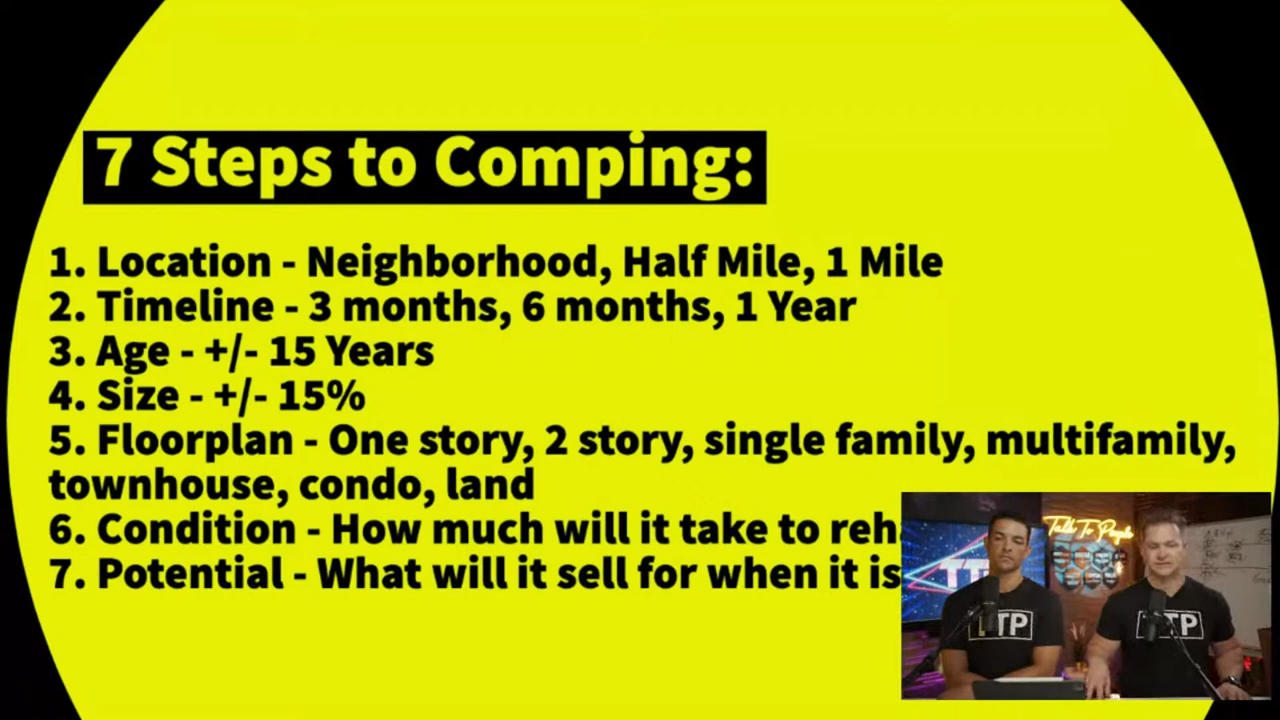 7 Steps to Comping:
1. Location - Neighborhood, Half Mile, 1 Mile
2. Timeline - 3 months, 6 months, 1 Year
3. Age - +/- 15 Years
4. Size - +/- 15%
5. Floorplan - One story, 2 story, single family, multifamily,
townhouse, condo, land
6. Condition - How much will it take to
7. Potential - What will it sell for when it is
Talk To People
TTP
TTP